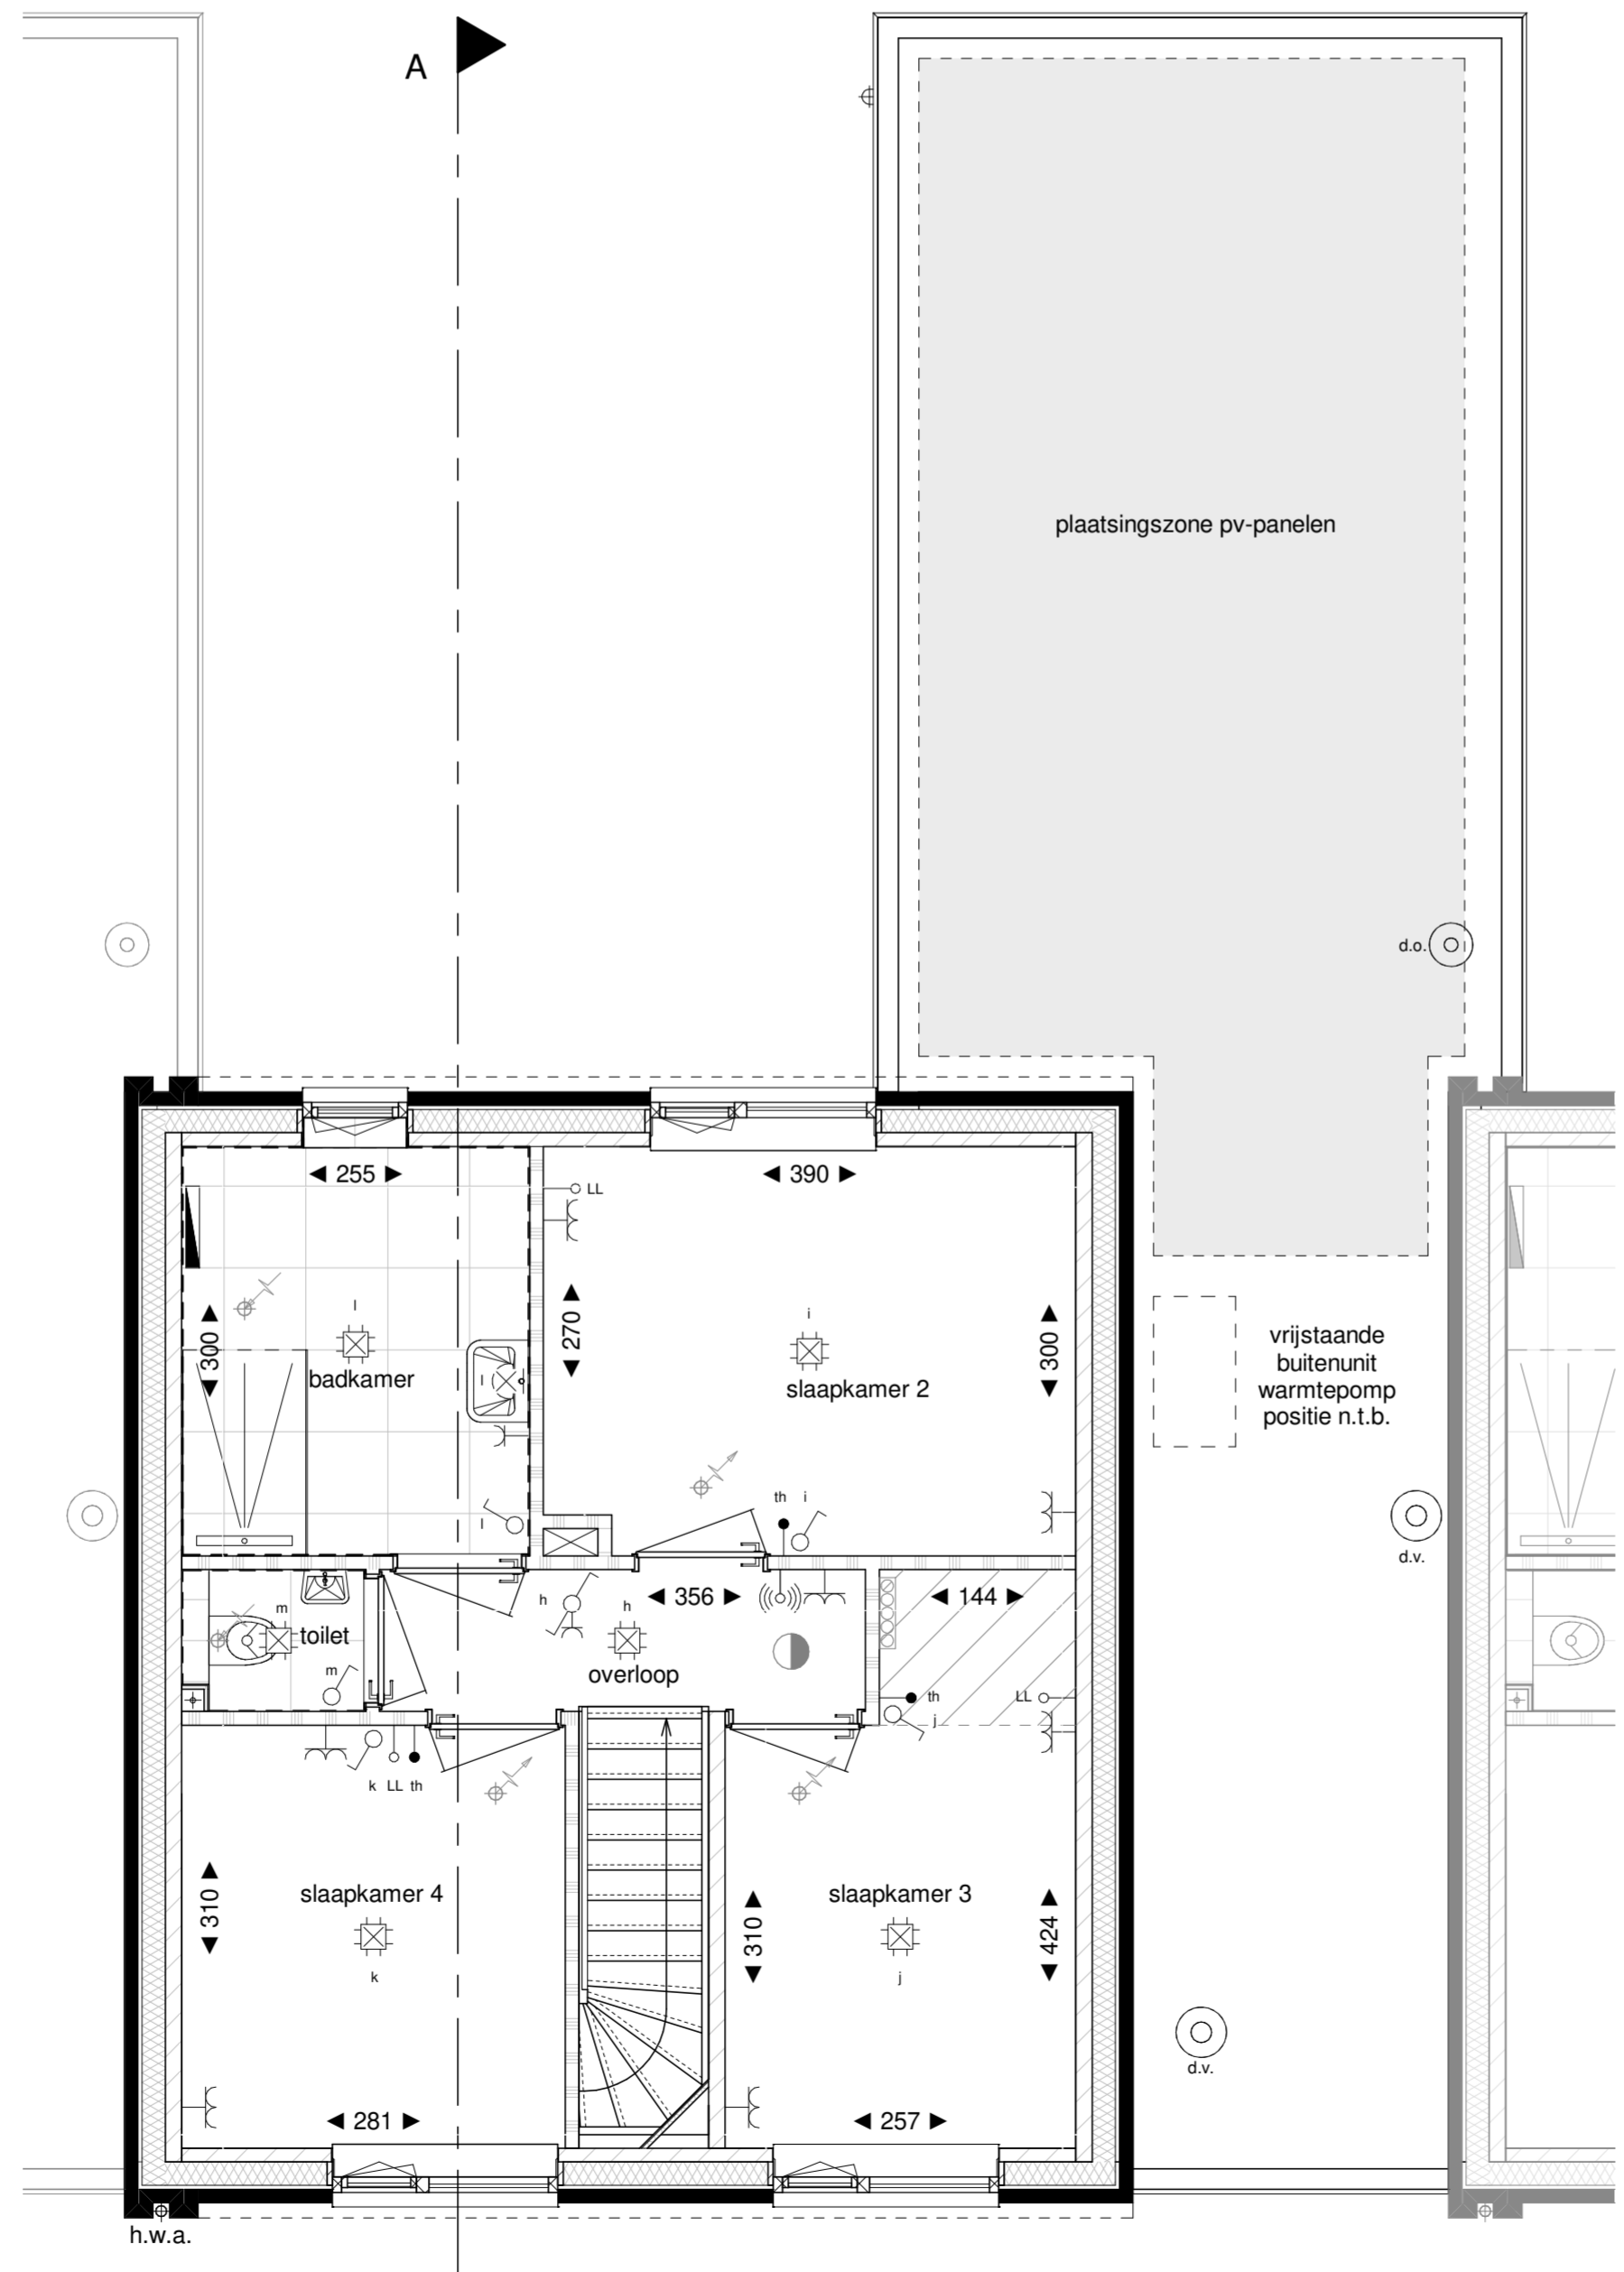 A
plaatsingszone pv-panelen
d.o.
◄ 255 ►
◄ 390 ►
LL
◄ 300 ►
l
badkamer
l
l
◄ 270 ►
i
slaapkamer 2
◄ 300 ►
th i
vrijstaande
buitenunit
warmtepomp
positie n.t.b.
d.v.
m
toilet
m
h
h
◄ 356 ►
overloop
◄ 144 ►
th
j
LL
k LL th
◄ 310 ►
slaapkamer 4
k
◄ 281 ►
◄ 310 ►
slaapkamer 3
j
◄ 424 ►
◄ 257 ►
d.v.
h.w.a.